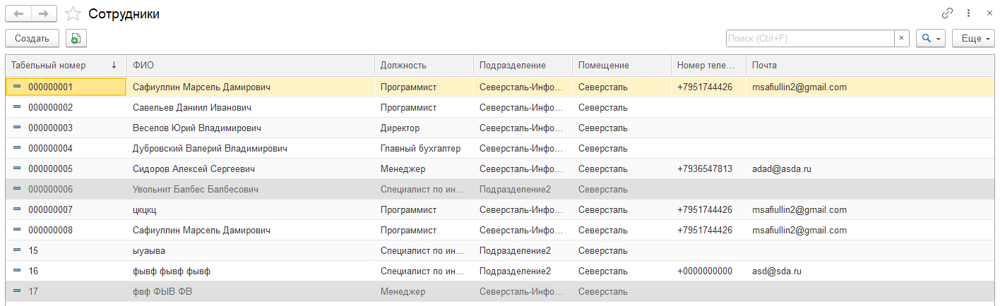 Сотрудники
Создать Поиск (Ctrl+F) Еще
Табельный номер ФИО Должность Подразделение Помещение Номер теле... Почта
000000001 Сафиуллин Марсель Дамирович Программист Северсталь-Инфо... Северсталь +7951744426 msafiullin2@gmail.com
000000002 Савельев Даниил Иванович Программист Северсталь-Инфо... Северсталь
000000003 Веселов Юрий Владимирович Директор Северсталь-Инфо... Северсталь
000000004 Дубровский Валерий Владимирович Главный бухгалтер Северсталь-Инфо... Северсталь
000000005 Сидоров Алексей Сергеевич Менеджер Северсталь-Инфо... Северсталь +7936547813 adad@asda.ru
000000006 Увольнит Балбес Балбесович Специалист по ин... Подразделение2 Северсталь
000000007 цкцкц Программист Северсталь-Инфо... Северсталь +7951744426 msafiullin2@gmail.com
000000008 Сафиуллин Марсель Дамирович Программист Северсталь-Инфо... Северсталь +7951744426 msafiullin2@gmail.com
15 ыуаыва Специалист по ин... Подразделение2 Северсталь
16 фывф фывф фывф Специалист по ин... Подразделение2 Северсталь +0000000000 asd@sda.ru
17 фвф ФЫВ ФВ Менеджер Северсталь-Инфо... Северсталь